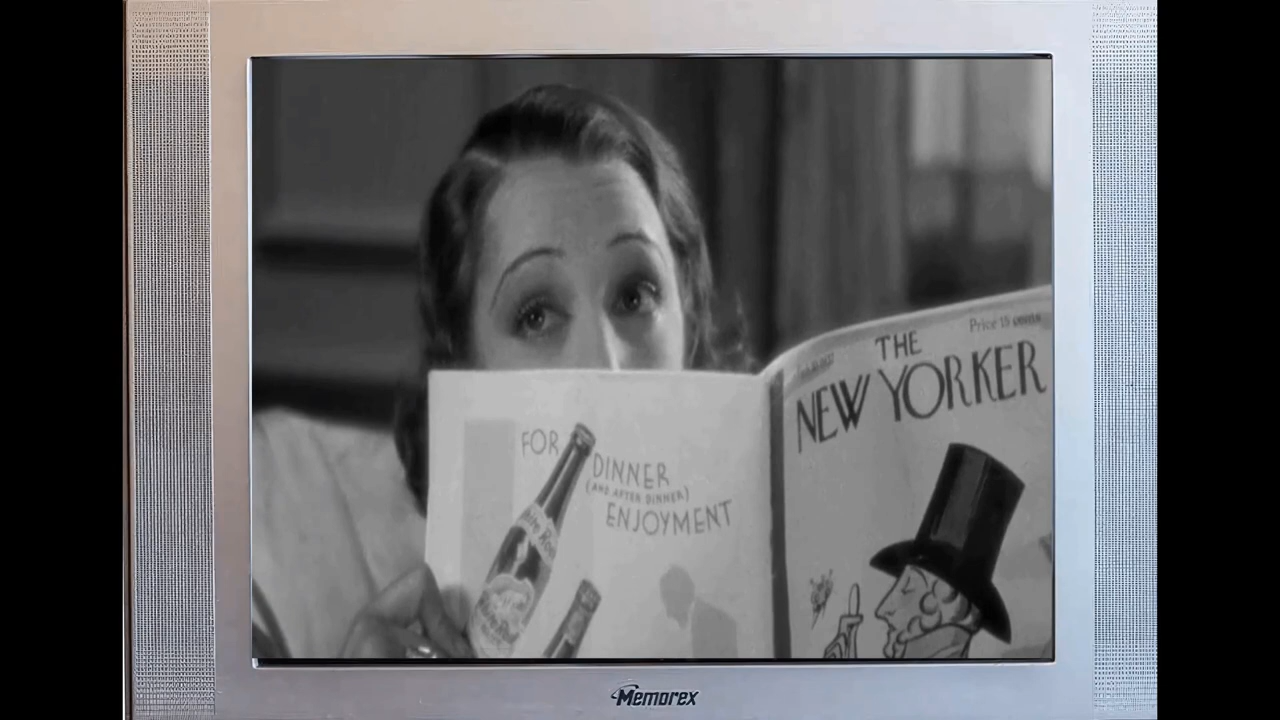 FOR
DINNER
(AND AFTER DINNER)
ENJOYMENT
THE
Price 15 cents
NEW YORKER
Memorex